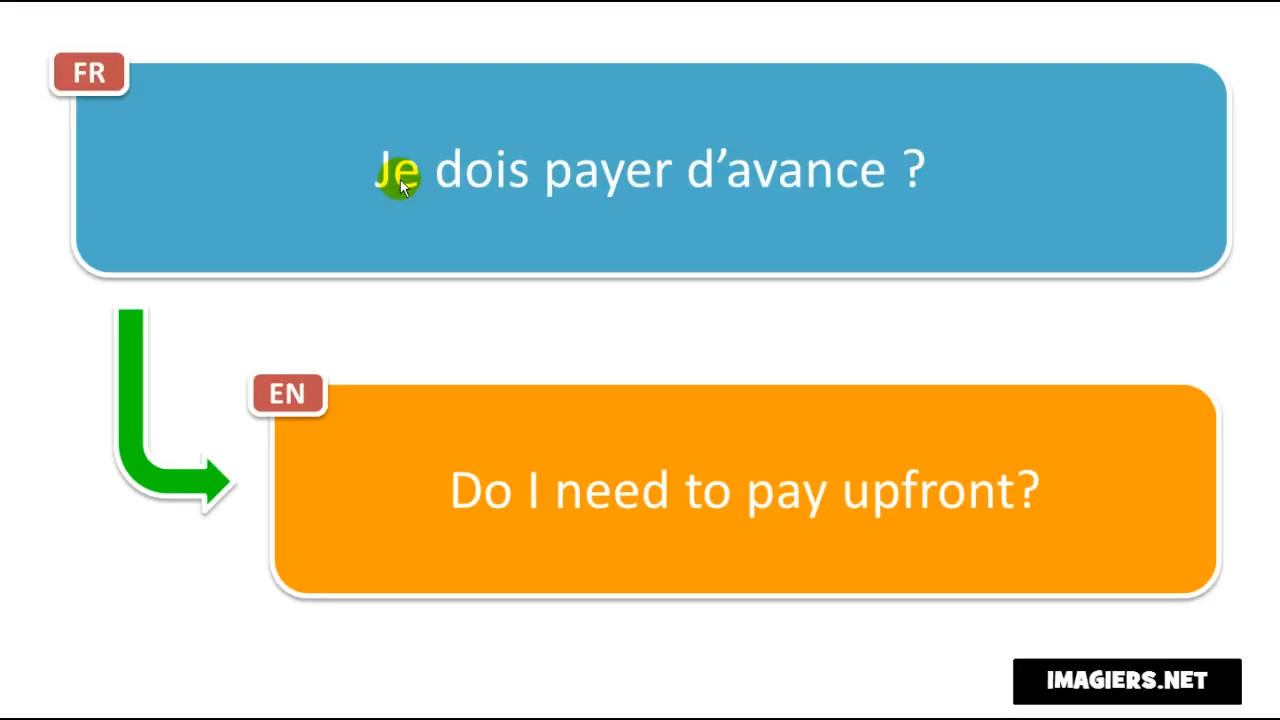 FR
Je dois payer d’avance ?
EN
Do I need to pay upfront?
IMAGIERS.NET